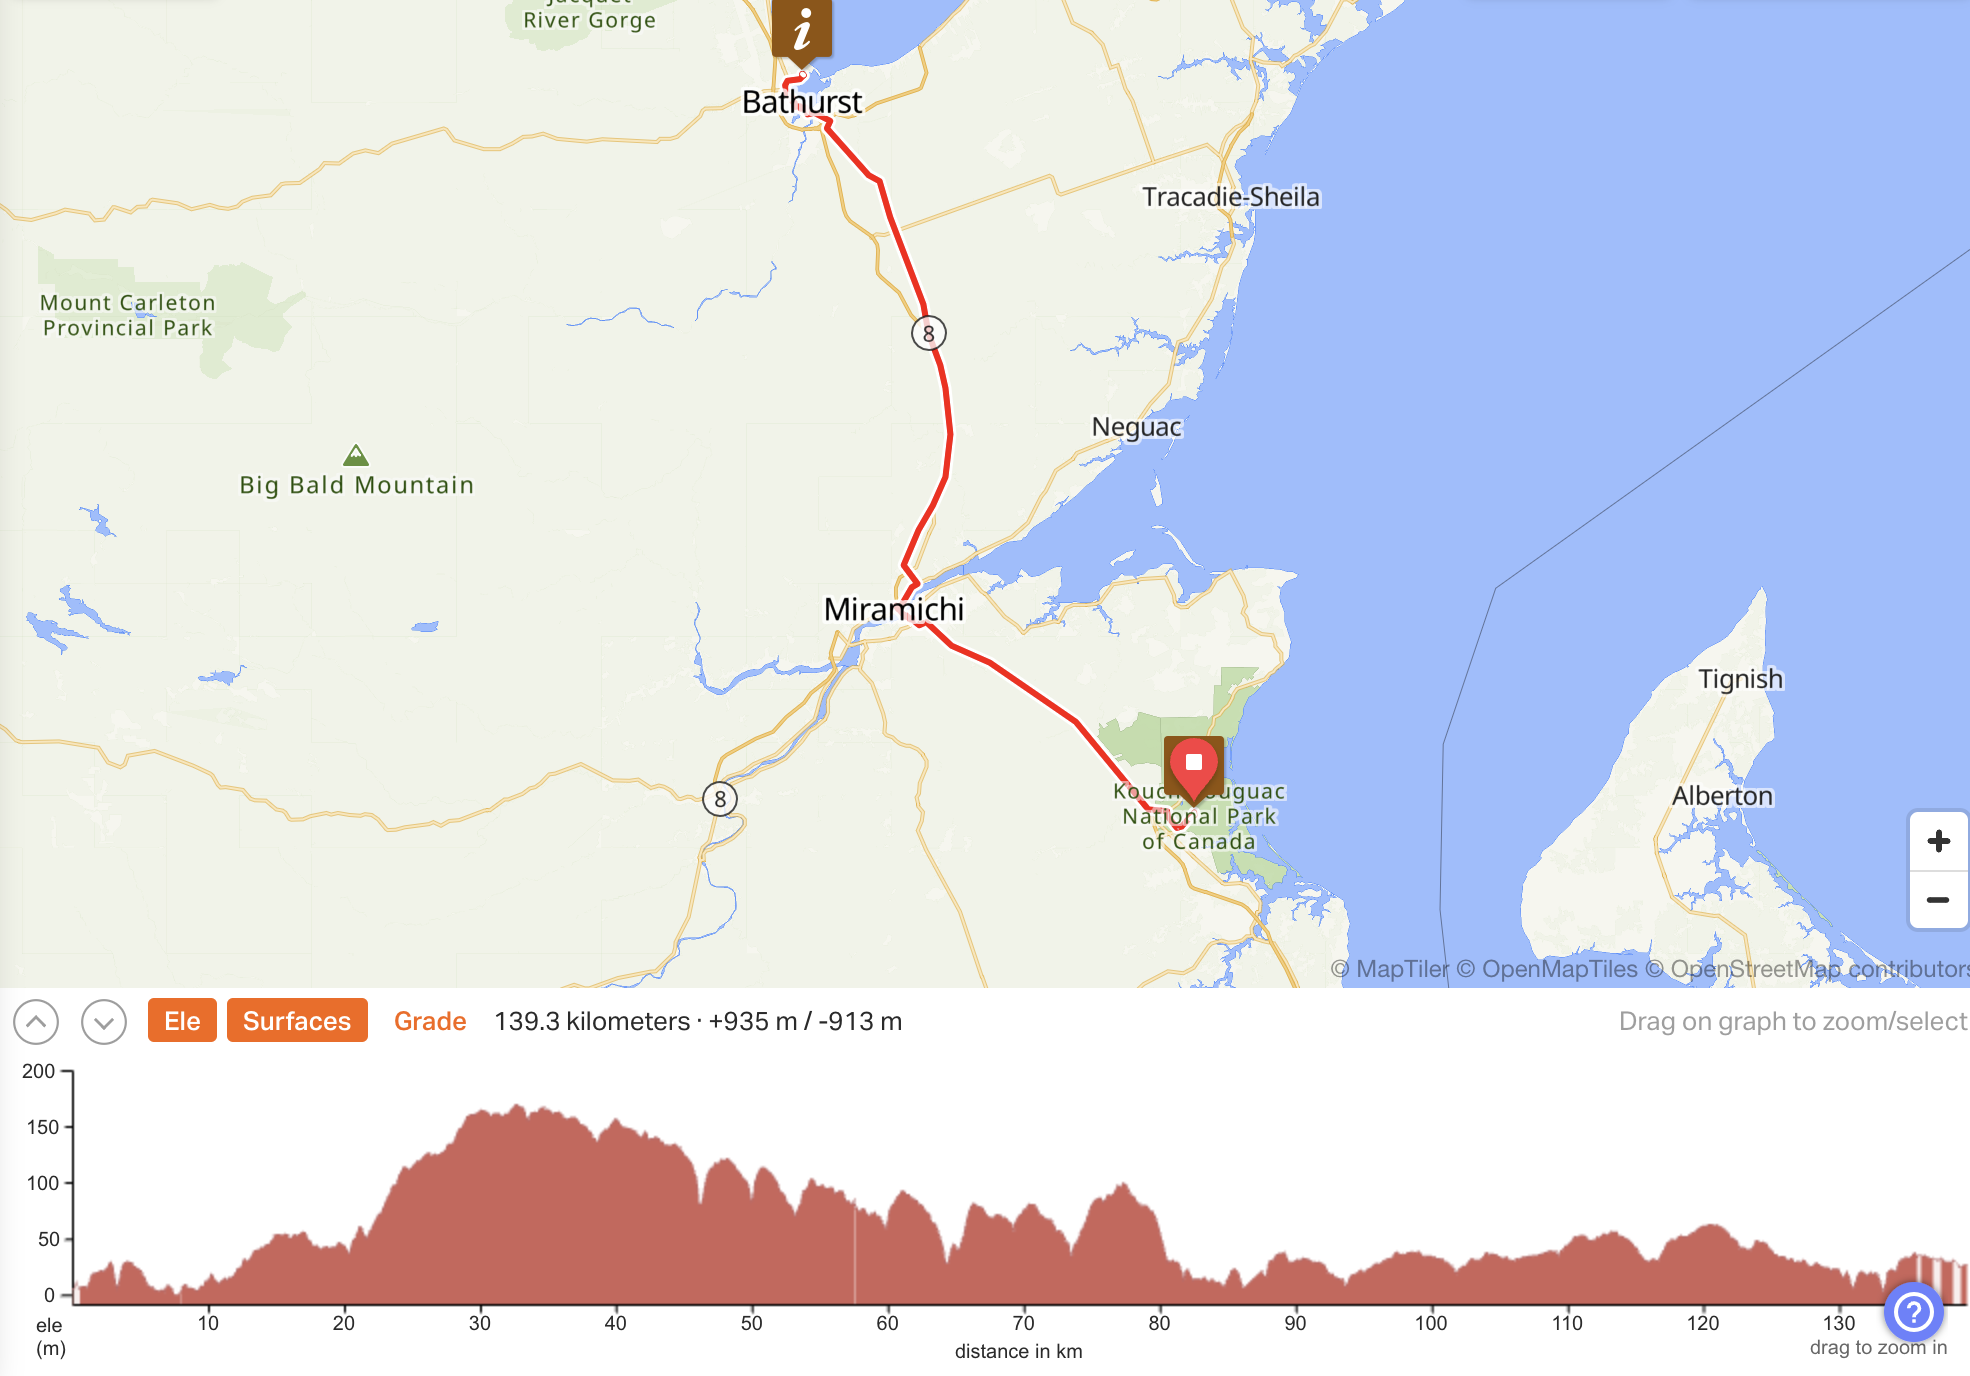 Jacquet
River Gorge
i
Bathurst
Tracadie-Sheila
Mount Carleton
Provincial Park
8
Neguac
Big Bald Mountain
Miramichi
Tignish
8
Alberton
National Park
of Canada
+
−
© MapTiler © OpenMapTiles © OpenStreetMap contributors
Ele
Surfaces
Grade
139.3 kilometers · +935 m / -913 m
Drag on graph to zoom/select
200
150
100
50
0
ele
(m)
10 20 30 40 50 60 70 80 90 100 110 120 130
distance in km
drag to zoom in
?